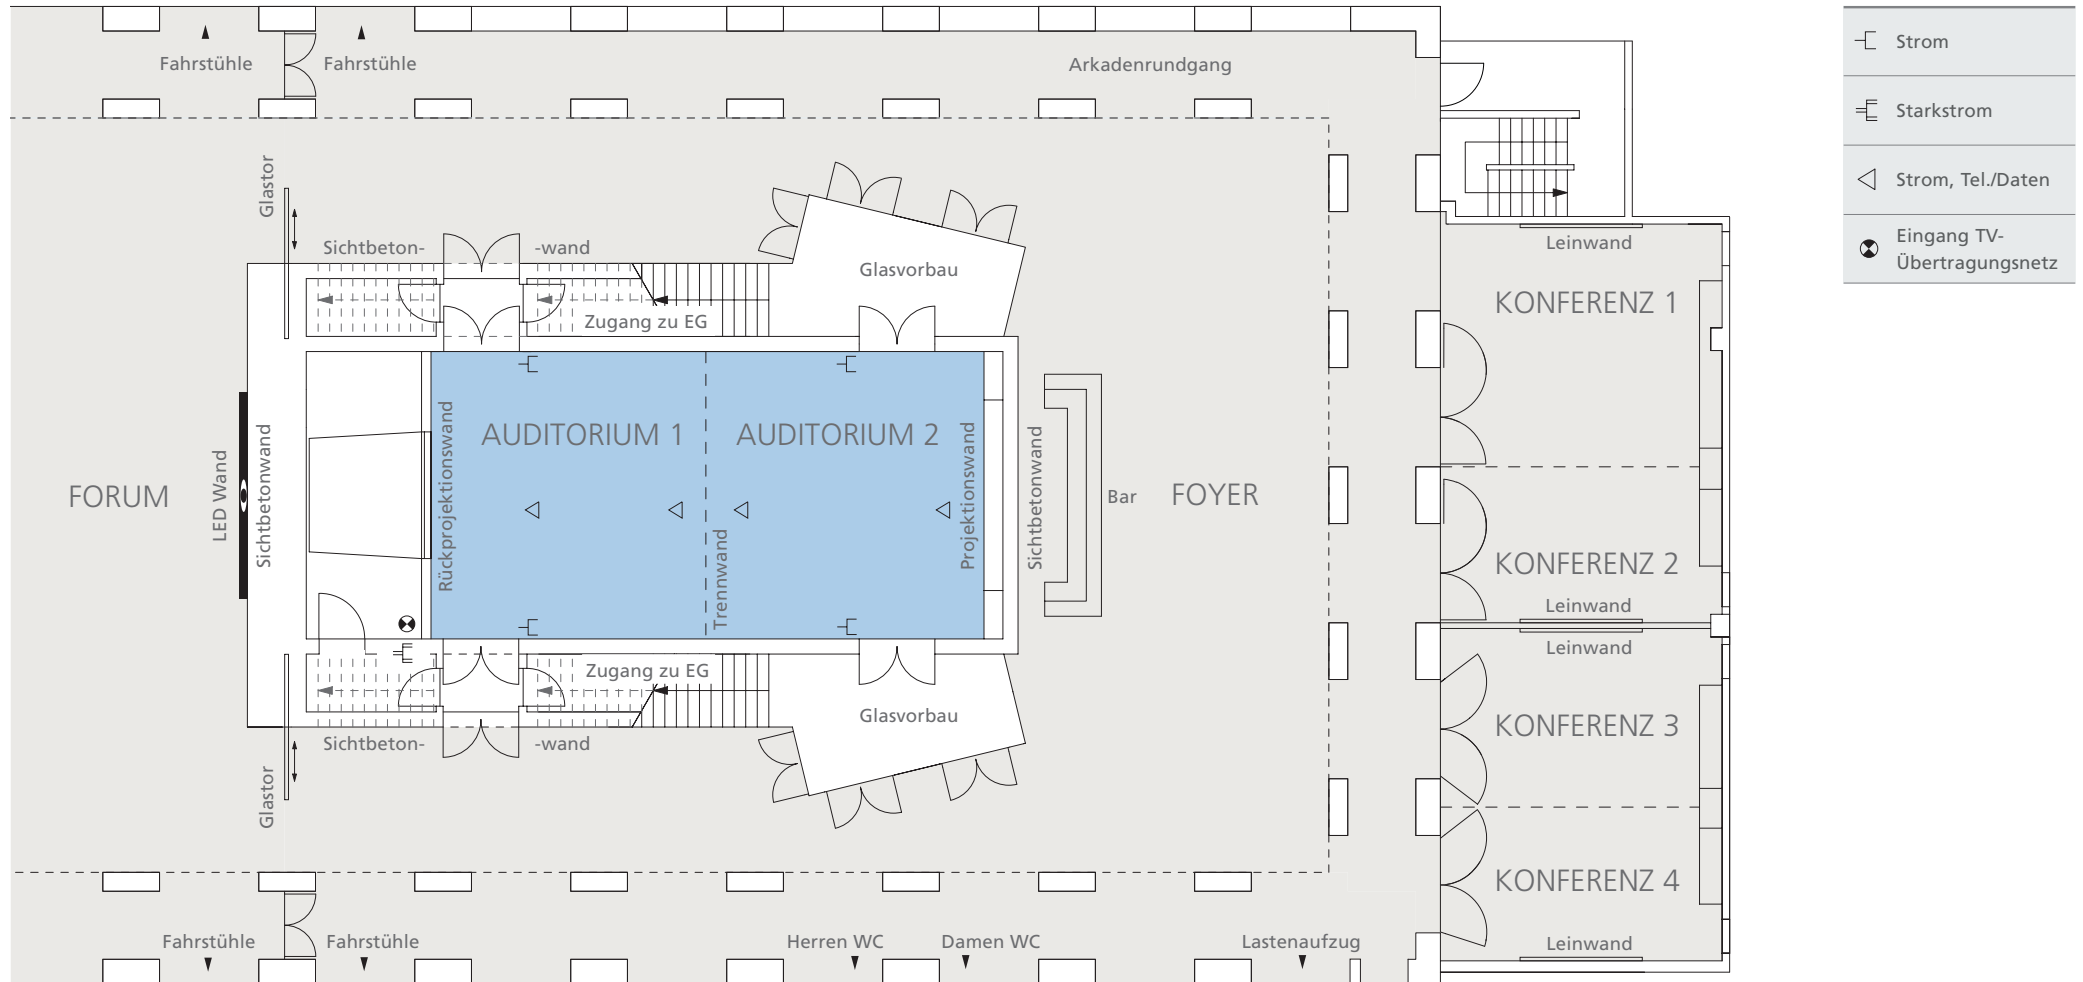 Fahrstühle
Fahrstühle
Arkadenrundgang
Strom
Starkstrom
Strom, Tel./Daten
Eingang TV-
Übertragungsnetz
Glastor
Sichtbeton-
-wand
Glasvorbau
Leinwand
Zugang zu EG
KONFERENZ 1
AUDITORIUM 1
AUDITORIUM 2
FORUM
LED Wand
Sichtbetonwand
Rückprojektionswand
Trennwand
Projektionswand
Sichtbetonwand
Bar
FOYER
KONFERENZ 2
Leinwand
Leinwand
Zugang zu EG
Glasvorbau
KONFERENZ 3
Sichtbeton-
-wand
Glastor
KONFERENZ 4
Fahrstühle
Fahrstühle
Herren WC
Damen WC
Lastenaufzug
Leinwand